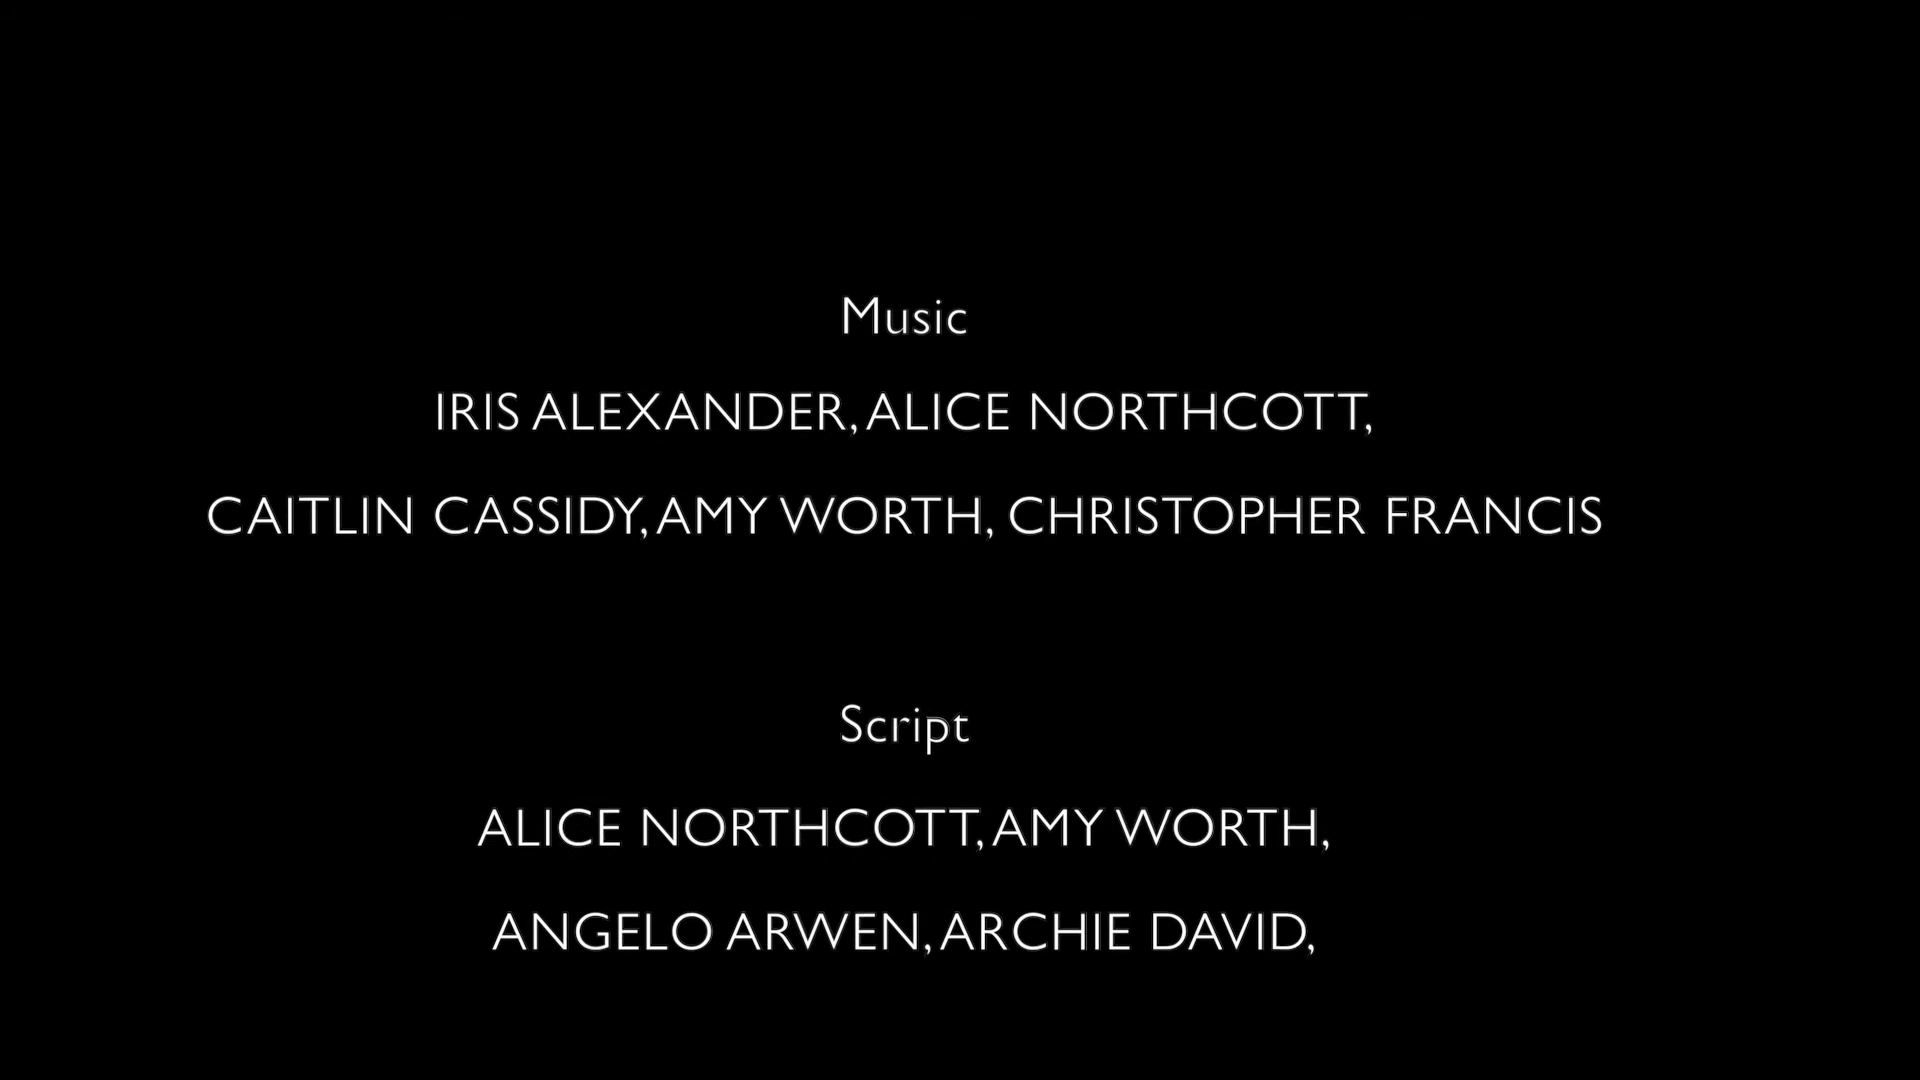 Music
IRIS ALEXANDER, ALICE NORTHCOTT,
CAITLIN CASSIDY, AMY WORTH, CHRISTOPHER FRANCIS
Script
ALICE NORTHCOTT, AMY WORTH,
ANGELO ARWEN, ARCHIE DAVID,